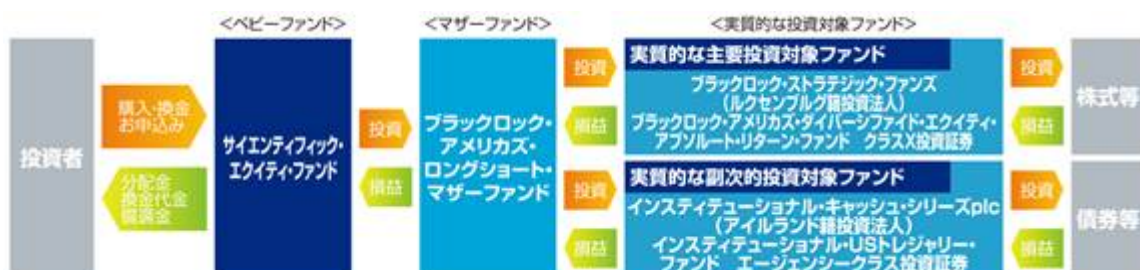 <ベビーファンド>
<マザーファンド>
<実質的な投資対象ファンド>
投資者
購入・換金
お申込み
分配金
換金代金
償還金
サイエンティフィック・
エクイティ・ファンド
投資
損益
ブラックロック・
アメリカズ・
ロングショート・
マザーファンド
投資
損益
実質的な主要投資対象ファンド
ブラックロック・ストラテジック・ファンズ
(ルクセンブルグ籍投資法人)
ブラックロック・アメリカズ・ダイバーシファイド・エクイティ・
アブソルート・リターン・ファンド クラスX投資証券
投資
損益
株式等
投資
損益
実質的な副次的投資対象ファンド
インスティテューショナル・キャッシュ・シリーズplc
(アイルランド籍投資法人)
インスティテューショナル・USトレジャリー・
ファンド エージェンシークラス投資証券
投資
損益
債券等